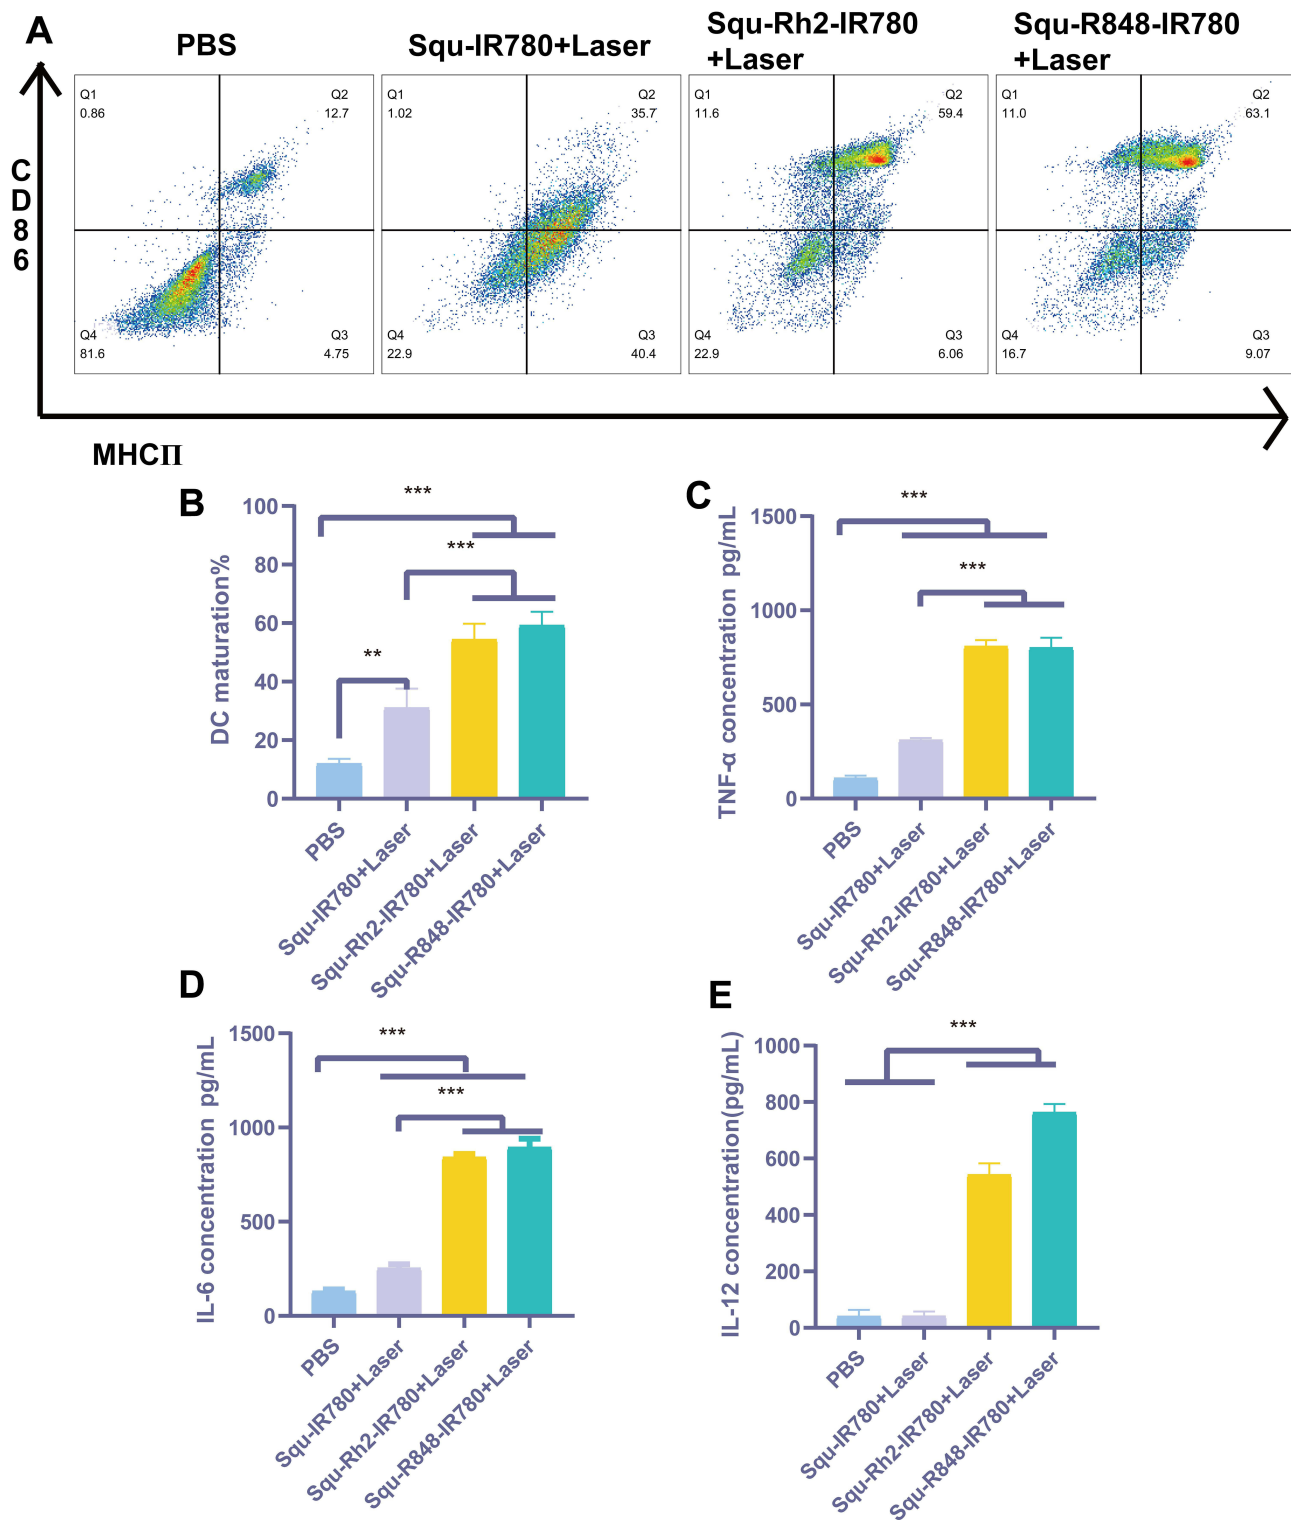 A
PBS
Squ-IR780+Laser
Squ-Rh2-IR780
+Laser
Squ-R848-IR780
+Laser
Q1
0.86
Q2
12.7
Q4
81.6
Q3
4.75
Q1
1.02
Q2
35.7
Q4
22.9
Q3
40.4
Q1
11.6
Q2
59.4
Q4
22.9
Q3
6.06
Q1
11.0
Q2
63.1
Q4
16.7
Q3
9.07
C
D
8
6
MHCΠ
B
DC maturation%
100
80
60
40
20
0
***
***
**
PBS
Squ-IR780+Laser
Squ-Rh2-IR780+Laser
Squ-R848-IR780+Laser
C
TNF-α concentration pg/mL
1500
1000
500
0
***
***
PBS
Squ-IR780+Laser
Squ-Rh2-IR780+Laser
Squ-R848-IR780+Laser
D
IL-6 concentration pg/mL
1500
1000
500
0
***
***
PBS
Squ-IR780+Laser
Squ-Rh2-IR780+Laser
Squ-R848-IR780+Laser
E
IL-12 concentration(pg/mL)
1000
800
600
400
200
0
***
PBS
Squ-IR780+Laser
Squ-Rh2-IR780+Laser
Squ-R848-IR780+Laser